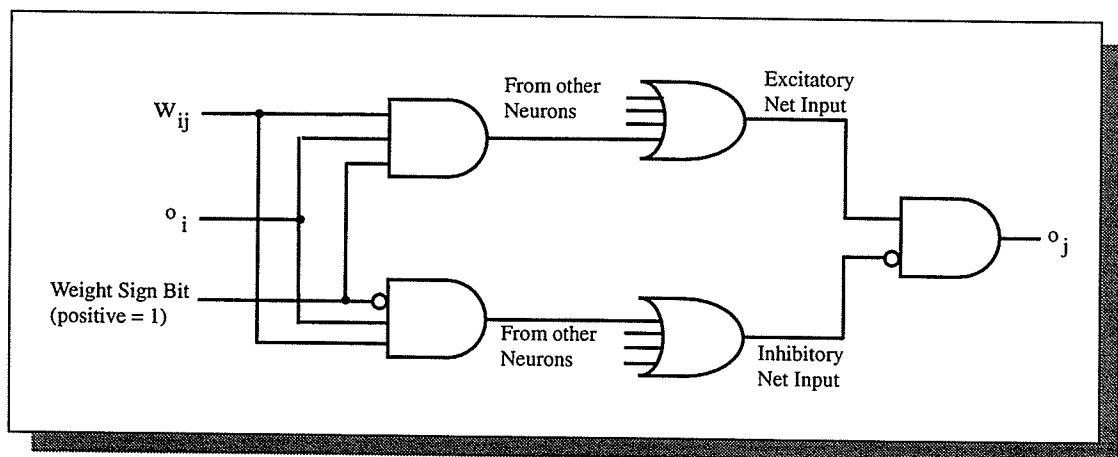 W ij
o i
Weight Sign Bit
(positive = 1)
From other
Neurons
Excitatory
Net Input
From other
Neurons
Inhibitory
Net Input
o j